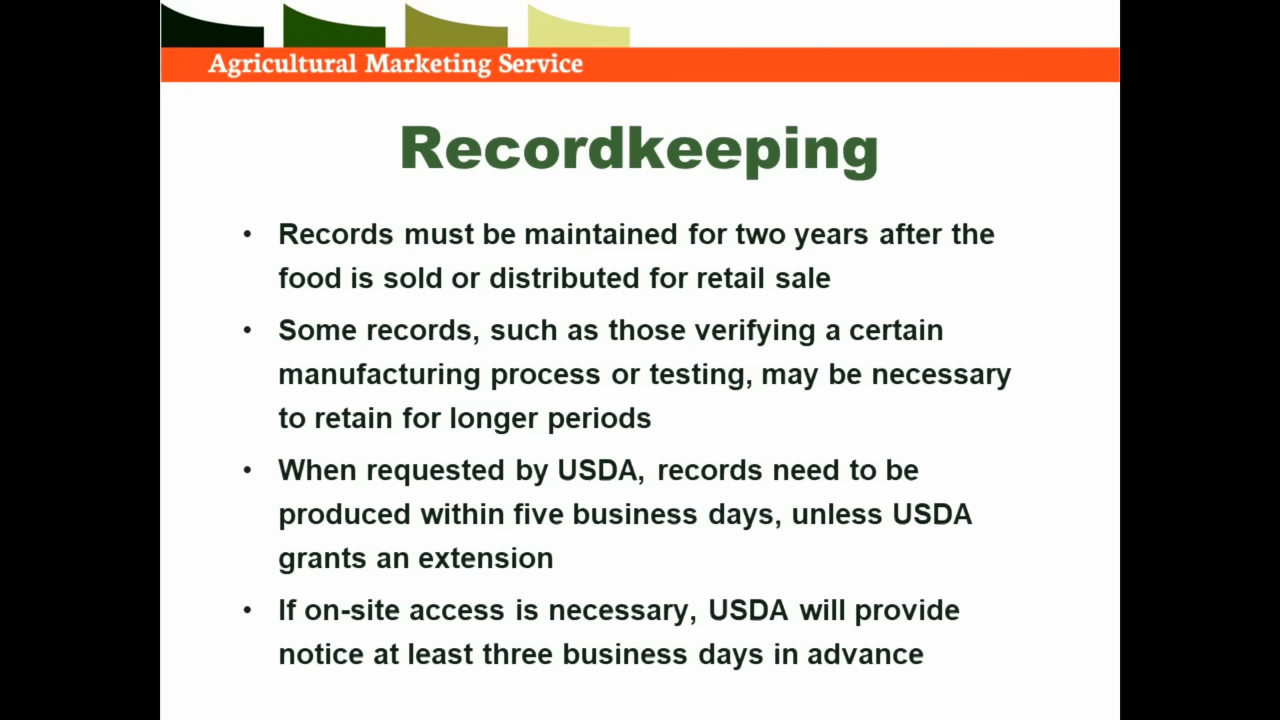 Agricultural Marketing Service
Recordkeeping
• Records must be maintained for two years after the
food is sold or distributed for retail sale
• Some records, such as those verifying a certain
manufacturing process or testing, may be necessary
to retain for longer periods
• When requested by USDA, records need to be
produced within five business days, unless USDA
grants an extension
• If on-site access is necessary, USDA will provide
notice at least three business days in advance